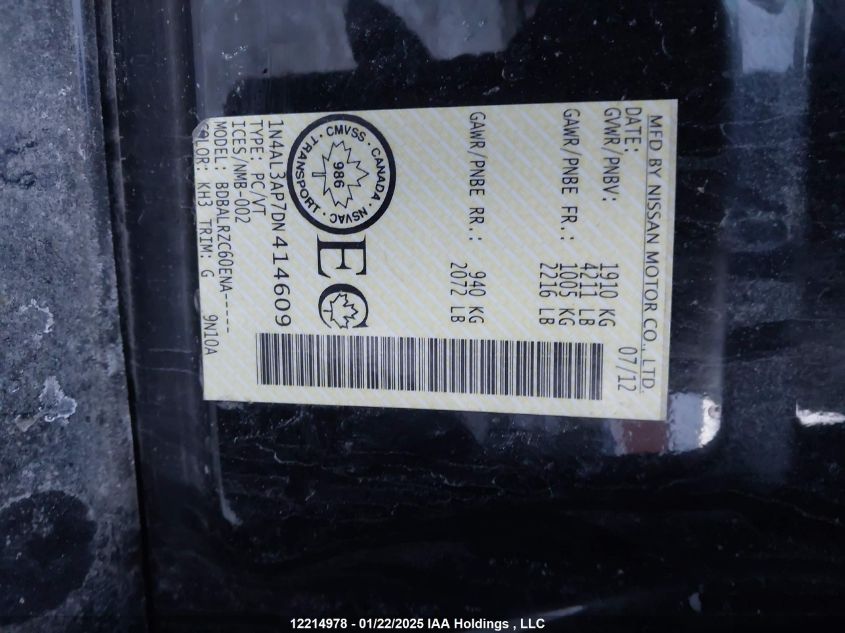 MFD BY NISSAN MOTOR CO., LTD.
DATE: 07/12
GVWR/PNBV: 1910 KG
4211 LB
GAWR/PNBE FR.: 1005 KG
2216 LB
GAWR/PNBE RR.: 940 KG
2072 LB
CMVSS · CANADA · NSVAC · TRANSPORT ·
986
EC
1N4AL3AP7DN414609
TYPE: PC/VT
ICES/NMB-002
MODEL: BDBALRZC60ENA-----
COLOR: KH3 TRIM: G 9NI0A
12214978 - 01/22/2025 IAA Holdings , LLC